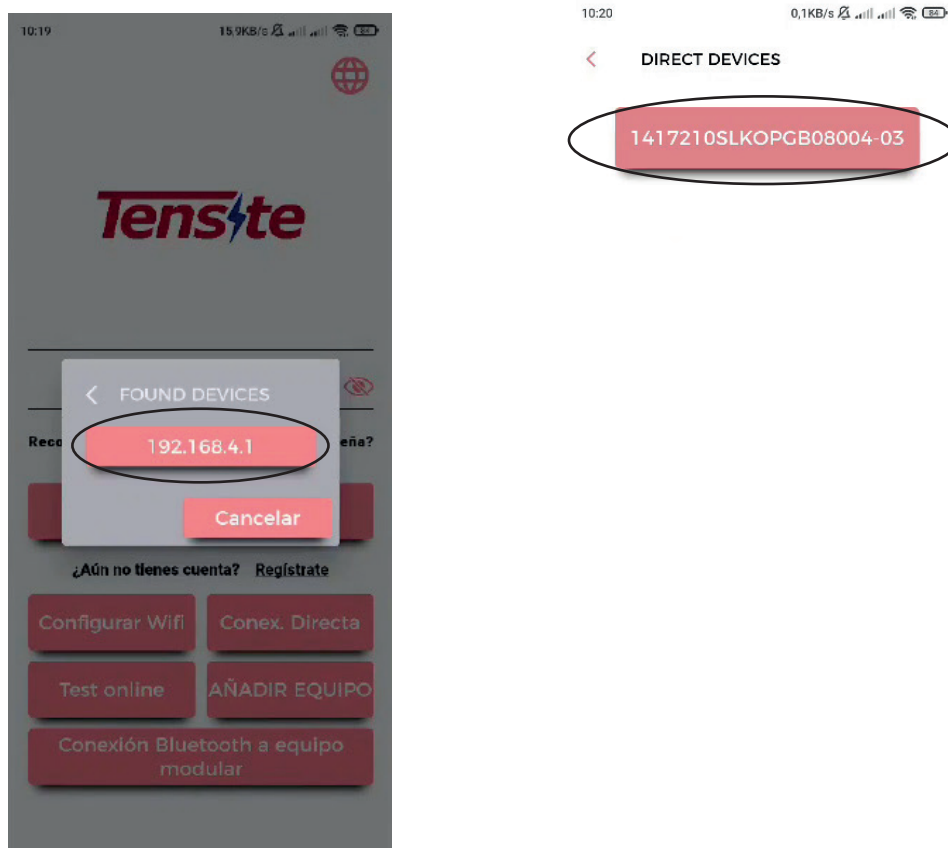 10:19
15,9KB/s
84
Tensite
FOUND DEVICES
Reco
eña?
192.168.4.1
Cancelar
¿Aún no tienes cuenta? Regístrate
Configurar Wifi
Conex. Directa
Test online
AÑADIR EQUIPO
Conexión Bluetooth a equipo
modular
10:20
0,1KB/s
84
DIRECT DEVICES
1417210SLKOPGB08004-03